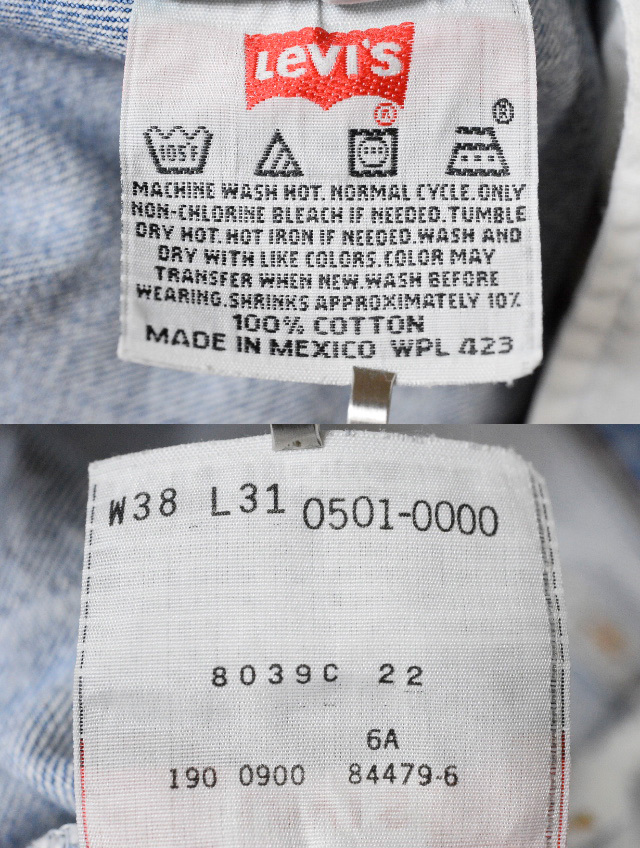 LEVI'S
®
®
105°F
MACHINE WASH HOT.NORMAL CYCLE.ONLY
NON-CHLORINE BLEACH IF NEEDED.TUMBLE
DRY HOT.HOT IRON IF NEEDED.WASH AND
DRY WITH LIKE COLORS.COLOR MAY
TRANSFER WHEN NEW.WASH BEFORE
WEARING.SHRINKS APPROXIMATELY 10%
100% COTTON
MADE IN MEXICO WPL 423
W38 L31 0501-0000
8039C 22
6A
190 0900 84479-6